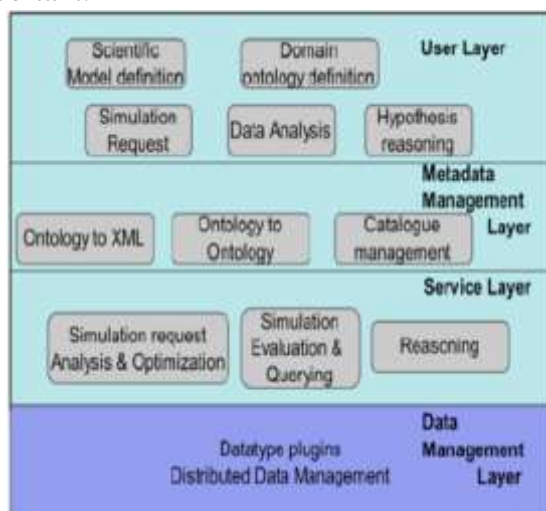 Scientific
Model definition
Domain
ontology definition
User Layer
Simulation
Request
Data Analysis
Hypothesis
reasoning
Metadata
Management
Layer
Ontology to XML
Ontology to
Ontology
Catalogue
management
Service Layer
Simulation request
Analysis & Optimization
Simulation
Evaluation &
Querying
Reasoning
Data
Management
Layer
Datatype plugins
Distributed Data Management